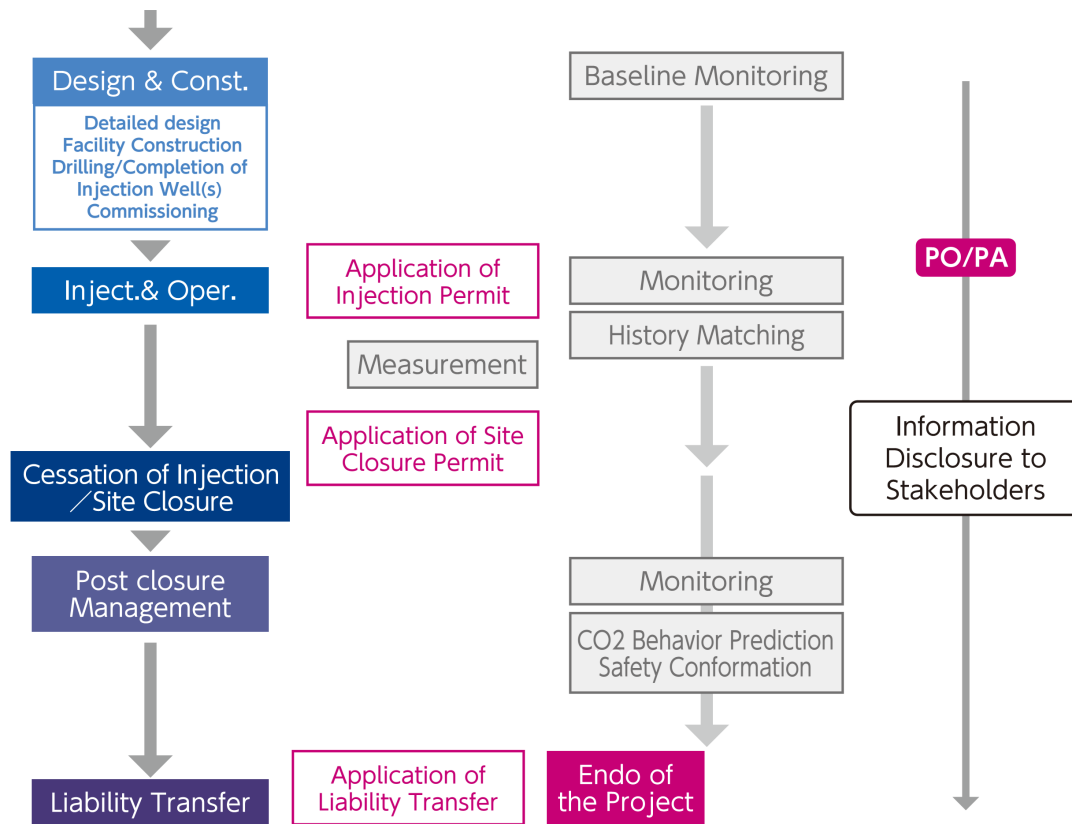 Design & Const.
Detailed design
Facility Construction
Drilling/Completion of
Injection Well(s)
Commissioning
Baseline Monitoring
PO/PA
Inject.& Oper.
Application of
Injection Permit
Monitoring
History Matching
Measurement
Application of Site
Closure Permit
Information
Disclosure to
Stakeholders
Cessation of Injection
／Site Closure
Post closure
Management
Monitoring
CO2 Behavior Prediction
Safety Conformation
Liability Transfer
Application of
Liability Transfer
Endo of
the Project